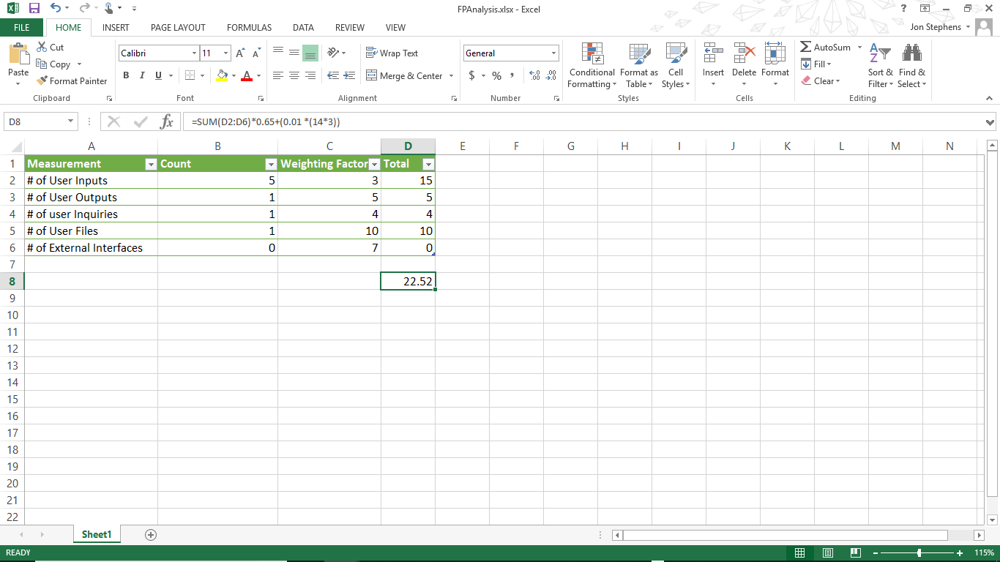 FPAnalysis.xlsx - Excel
?
FILE HOME INSERT PAGE LAYOUT FORMULAS DATA REVIEW VIEW Jon Stephens
Paste
Cut
Copy
Format Painter
Clipboard
Calibri 11
B I U
Font
Wrap Text
Merge & Center
Alignment
General
$ % ,
Number
Conditional Formatting
Format as Table
Cell Styles
Styles
Insert Delete Format
Cells
AutoSum
Fill
Clear
Sort & Filter
Find & Select
Editing
D8 fx =SUM(D2:D6)*0.65+(0.01 *(14*3))
A B C D E F G H I J K L M N
1 Measurement Count Weighting Factor Total
2 # of User Inputs 5 3 15
3 # of User Outputs 1 5 5
4 # of user Inquiries 1 4 4
5 # of User Files 1 10 10
6 # of External Interfaces 0 7 0
7
8 22.52
9
10
11
12
13
14
15
16
17
18
19
20
21
22
Sheet1
READY 115%